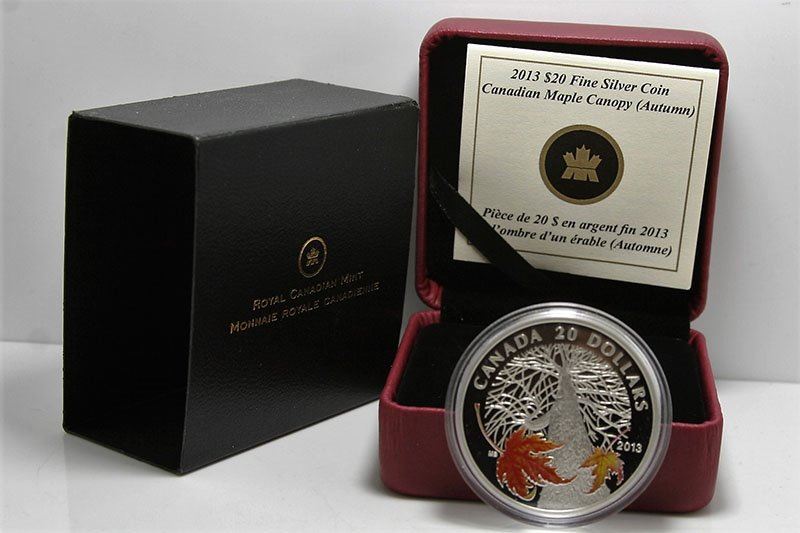 ROYAL CANADIAN MINT
MONNAIE ROYALE CANADIENNE
2013 $20 Fine Silver Coin
Canadian Maple Canopy (Autumn)
Pièce de 20 $ en argent fin 2013
l'ombre d'un érable (Automne)
CANADA 20 DOLLARS
MB
2013